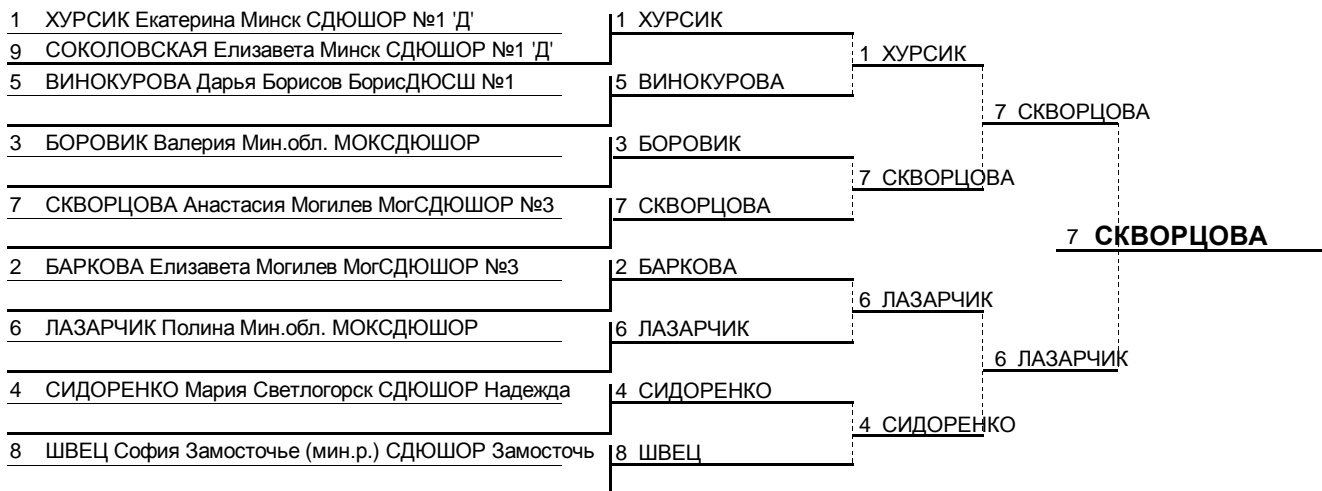 1 ХУРСИК Екатерина Минск СДЮШОР №1 'Д'
9 СОКОЛОВСКАЯ Елизавета Минск СДЮШОР №1 'Д'
5 ВИНОКУРОВА Дарья Борисов БорисДЮСШ №1
3 БОРОВИК Валерия Мин.обл. МОКСДЮШОР
7 СКВОРЦОВА Анастасия Могилев МогСДЮШОР №3
2 БАРКОВА Елизавета Могилев МогСДЮШОР №3
6 ЛАЗАРЧИК Полина Мин.обл. МОКСДЮШОР
4 СИДОРЕНКО Мария Светлогорск СДЮШОР Надежда
8 ШВЕЦ София Замосточье (мин.р.) СДЮШОР Замосточь
1 ХУРСИК
5 ВИНОКУРОВА
3 БОРОВИК
7 СКВОРЦОВА
2 БАРКОВА
6 ЛАЗАРЧИК
4 СИДОРЕНКО
8 ШВЕЦ
1 ХУРСИК
7 СКВОРЦОВА
6 ЛАЗАРЧИК
4 СИДОРЕНКО
7 СКВОРЦОВА
6 ЛАЗАРЧИК
7 СКВОРЦОВА